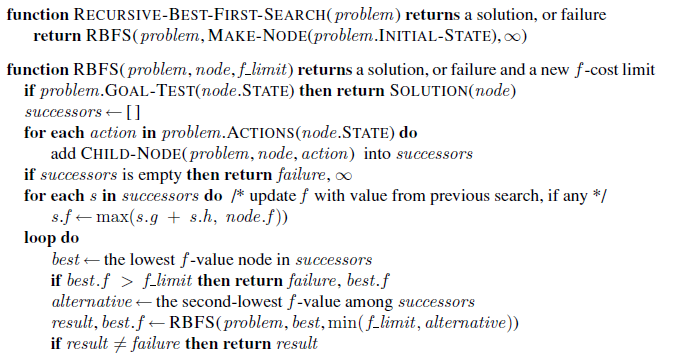 function RECURSIVE-BEST-FIRST-SEARCH(problem) returns a solution, or failure
return RBFS(problem, MAKE-NODE(problem.INITIAL-STATE), ∞)
function RBFS(problem, node, f_limit) returns a solution, or failure and a new f-cost limit
if problem.GOAL-TEST(node.STATE) then return SOLUTION(node)
successors ← [ ]
for each action in problem.ACTIONS(node.STATE) do
add CHILD-NODE(problem, node, action) into successors
if successors is empty then return failure, ∞
for each s in successors do /* update f with value from previous search, if any */
s.f ← max(s.g + s.h, node.f))
loop do
best ← the lowest f-value node in successors
if best.f > f_limit then return failure, best.f
alternative ← the second-lowest f-value among successors
result, best.f ← RBFS(problem, best, min(f_limit, alternative))
if result ≠ failure then return result